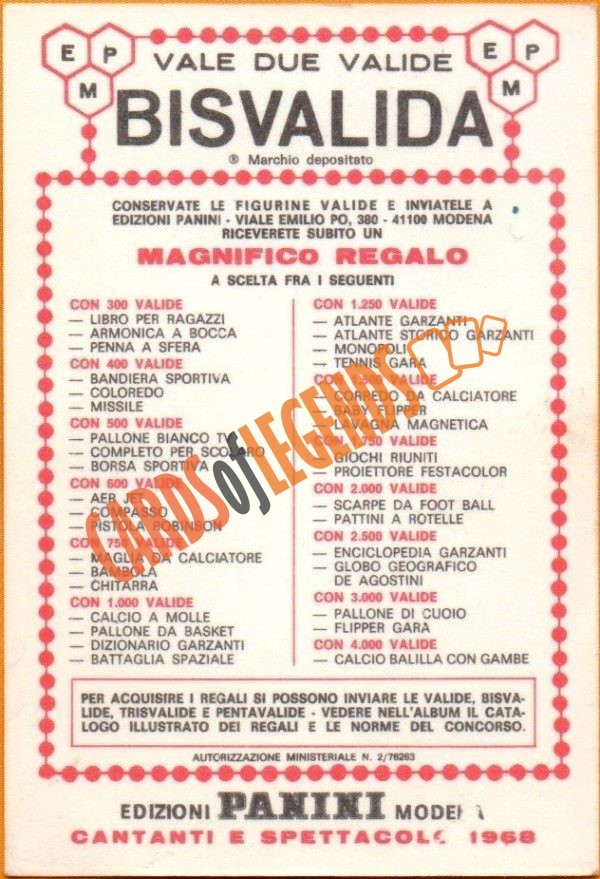 E P M
E P M
VALE DUE VALIDE
BISVALIDA
® Marchio depositato
CONSERVATE LE FIGURINE VALIDE E INVIATELE A
EDIZIONI PANINI - VIALE EMILIO PO, 380 - 41100 MODENA
RICEVERETE SUBITO UN
MAGNIFICO REGALO
A SCELTA FRA I SEGUENTI
CON 300 VALIDE
— LIBRO PER RAGAZZI
— ARMONICA A BOCCA
— PENNA A SFERA
CON 400 VALIDE
— BANDIERA SPORTIVA
— COLOREDO
— MISSILE
CON 500 VALIDE
— PALLONE BIANCO TV
— COMPLETO PER SCOLARO
— BORSA SPORTIVA
CON 600 VALIDE
— AER JET
— COMPASSO
— PISTOLA ROBINSON
CON 750 VALIDE
— MAGLIA DA CALCIATORE
— BAMBOLA
— CHITARRA
CON 1.000 VALIDE
— CALCIO A MOLLE
— PALLONE DA BASKET
— DIZIONARIO GARZANTI
— BATTAGLIA SPAZIALE
CON 1.250 VALIDE
— ATLANTE GARZANTI
— ATLANTE STORICO GARZANTI
— MONOPOLI
— TENNIS GARA
CON 1.500 VALIDE
— CORREDO DA CALCIATORE
— BABY FLIPPER
— LAVAGNA MAGNETICA
CON 1.750 VALIDE
— GIOCHI RIUNITI
— PROIETTORE FESTACOLOR
CON 2.000 VALIDE
— SCARPE DA FOOT BALL
— PATTINI A ROTELLE
CON 2.500 VALIDE
— ENCICLOPEDIA GARZANTI
— GLOBO GEOGRAFICO
DE AGOSTINI
CON 3.000 VALIDE
— PALLONE DI CUOIO
— FLIPPER GARA
CON 4.000 VALIDE
— CALCIO BALILLA CON GAMBE
CARDS of LEGENDS
PER ACQUISIRE I REGALI SI POSSONO INVIARE LE VALIDE, BISVA-
LIDE, TRISVALIDE E PENTAVALIDE - VEDERE NELL'ALBUM IL CATA-
LOGO ILLUSTRATO DEI REGALI E LE NORME DEL CONCORSO.
AUTORIZZAZIONE MINISTERIALE N. 2/76263
EDIZIONI PANINI MODENA
CANTANTI E SPETTACOLO 1968